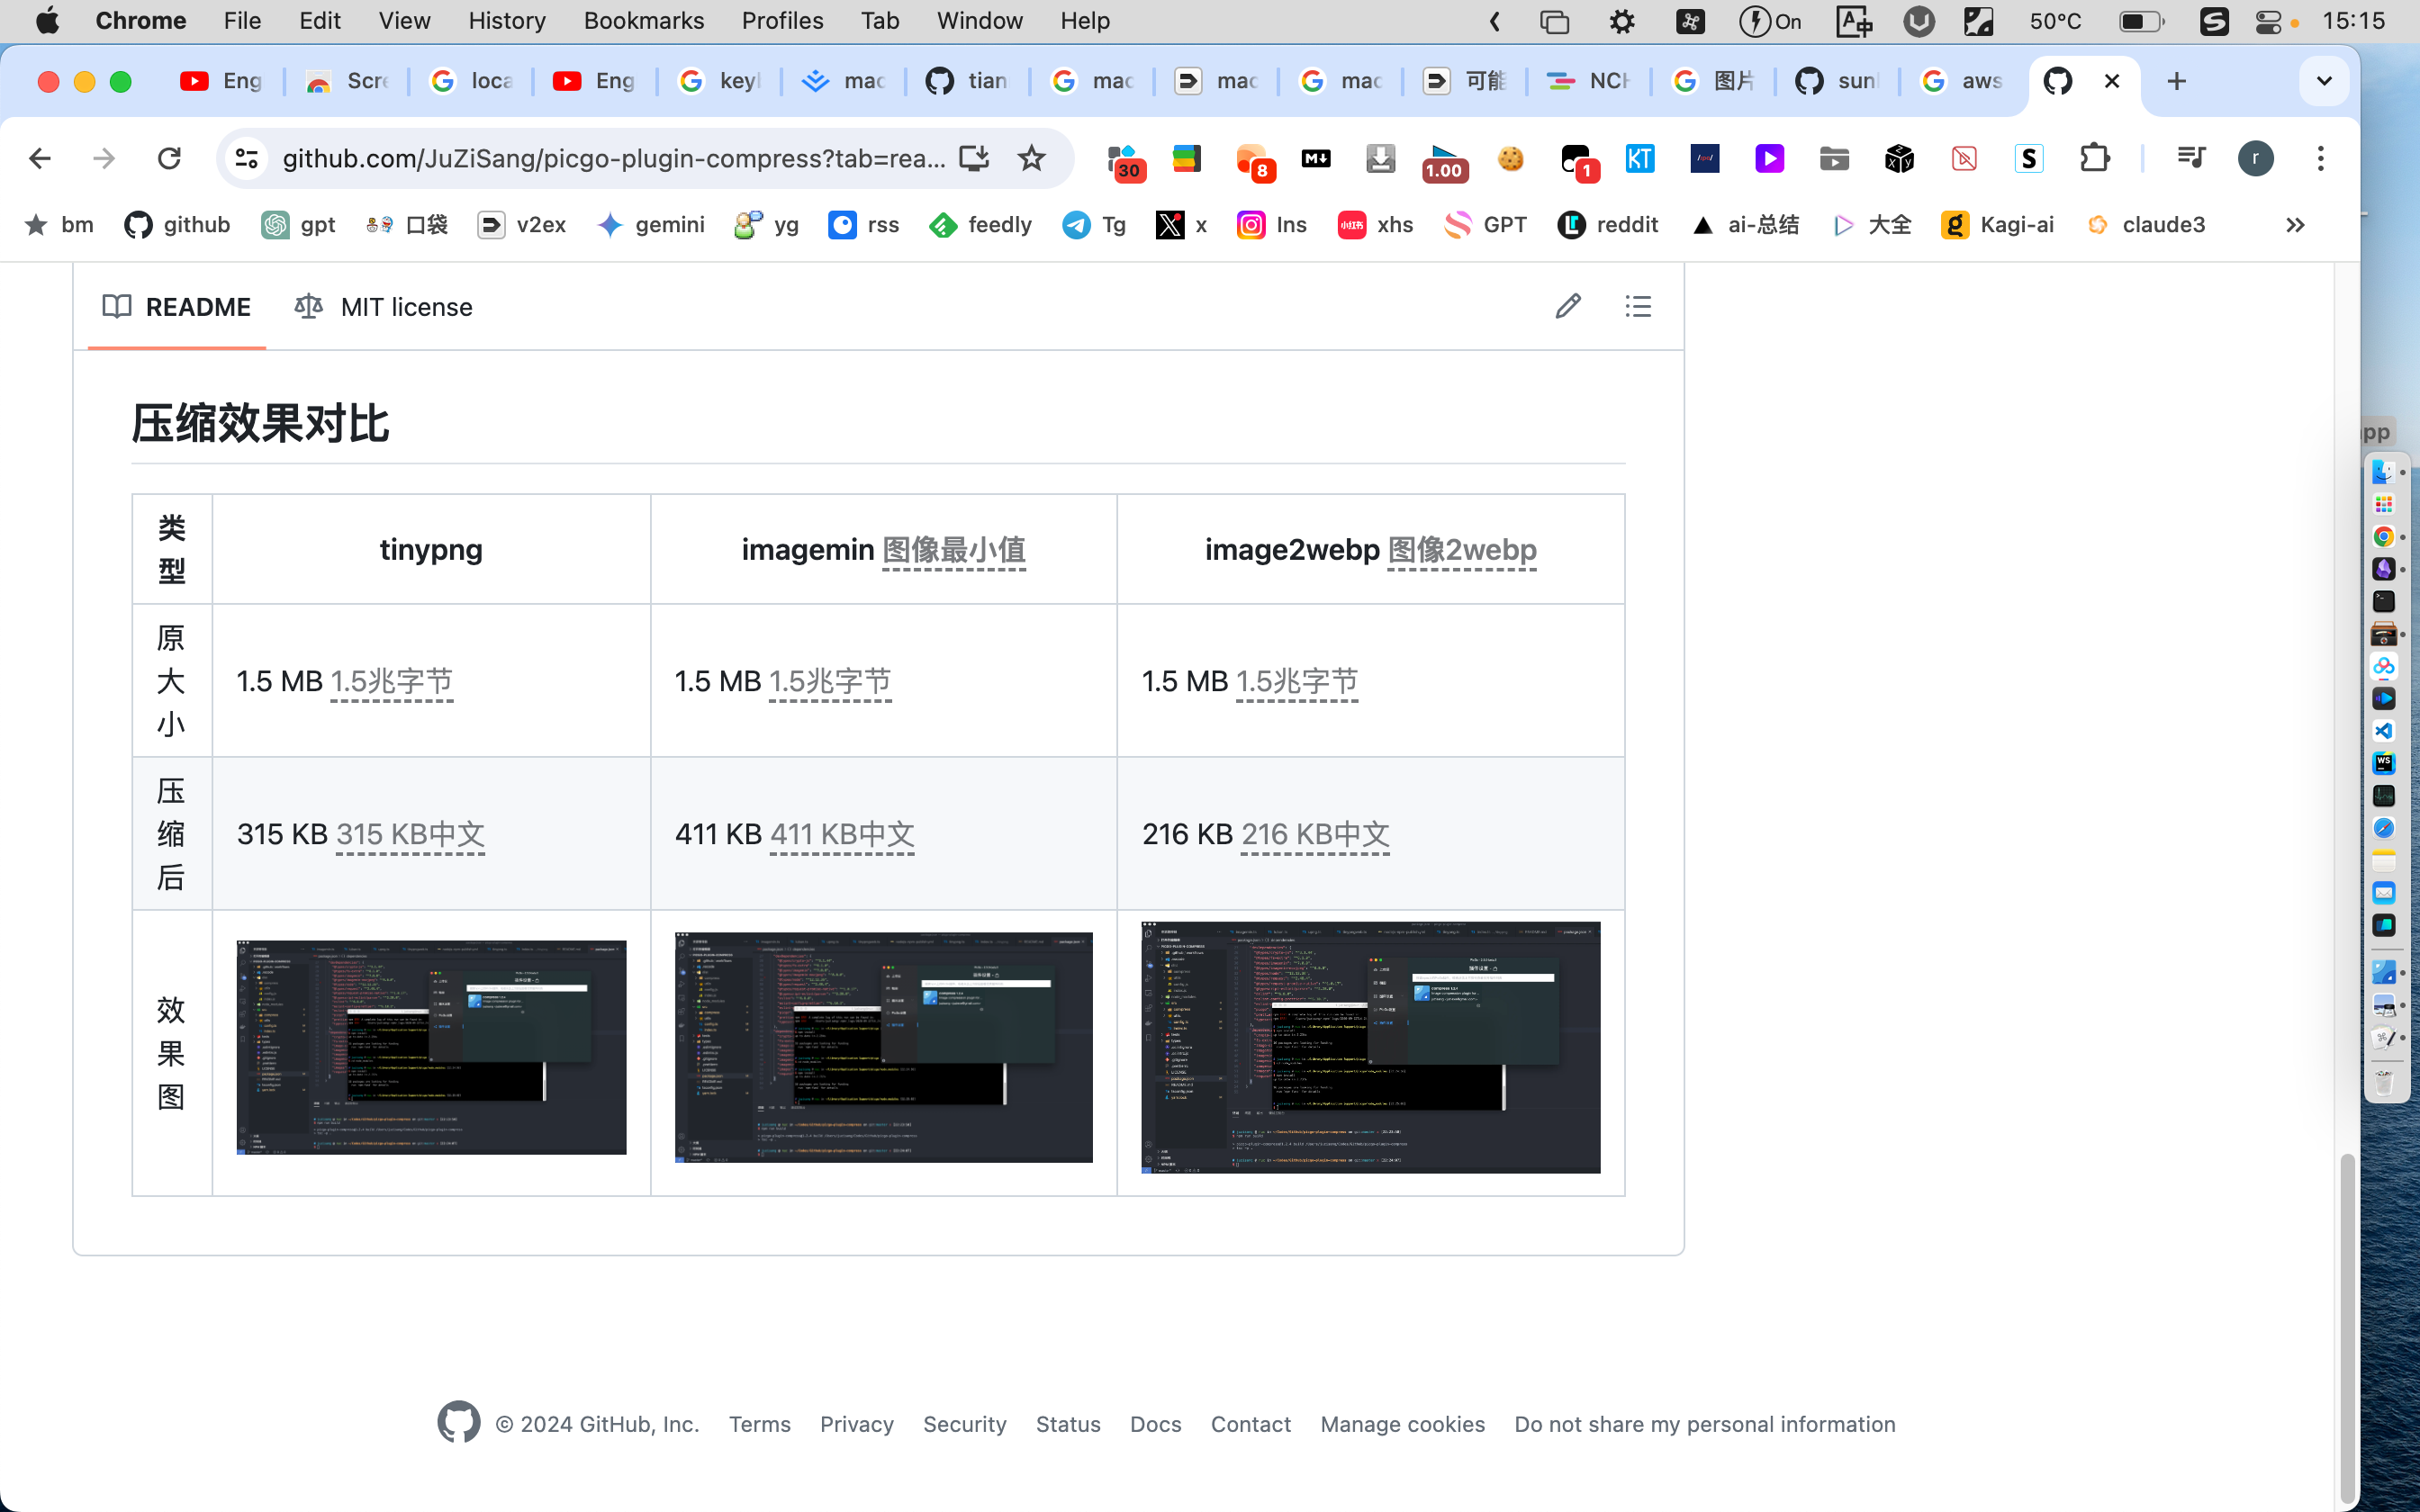 Chrome File Edit View History Bookmarks Profiles Tab Window Help On 50°C 15:15
Eng Scre loca Eng keyl mac tian mac mac mac 可能 NCH 图片 sunl aws
github.com/JuZiSang/picgo-plugin-compress?tab=rea... 30 8 1.00 1 KT S r
bm github gpt 口袋 v2ex gemini yg rss feedly Tg x Ins xhs GPT reddit ai-总结 大全 Kagi-ai claude3
README MIT license
压缩效果对比
类型 tinypng imagemin 图像最小值 image2webp 图像2webp
原大小 1.5 MB 1.5兆字节 1.5 MB 1.5兆字节 1.5 MB 1.5兆字节
压缩后 315 KB 315 KB中文 411 KB 411 KB中文 216 KB 216 KB中文
效果图
© 2024 GitHub, Inc. Terms Privacy Security Status Docs Contact Manage cookies Do not share my personal information